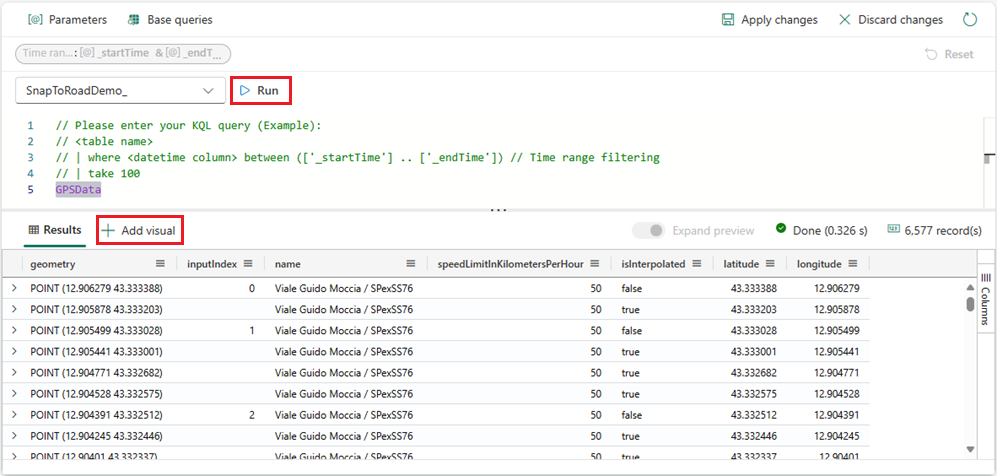 [@] Parameters Base queries Apply changes Discard changes
Time ran...: [@] _startTime & [@] _endT... Reset
SnapToRoadDemo_ Run
1 // Please enter your KQL query (Example):
2 // <table name>
3 // | where <datetime column> between (['_startTime'] .. ['_endTime']) // Time range filtering
4 // | take 100
5 GPSData
Results Add visual Expand preview Done (0.326 s) 6,577 record(s)
geometry inputIndex name speedLimitInKilometersPerHour isInterpolated latitude longitude
POINT (12.906279 43.333388) 0 Viale Guido Moccia / SPexSS76 50 false 43.333388 12.906279
POINT (12.905878 43.333203) Viale Guido Moccia / SPexSS76 50 true 43.333203 12.905878
POINT (12.905499 43.333028) 1 Viale Guido Moccia / SPexSS76 50 false 43.333028 12.905499
POINT (12.905441 43.333001) Viale Guido Moccia / SPexSS76 50 true 43.333001 12.905441
POINT (12.904771 43.332682) Viale Guido Moccia / SPexSS76 50 true 43.332682 12.904771
POINT (12.904528 43.332575) Viale Guido Moccia / SPexSS76 50 true 43.332575 12.904528
POINT (12.904391 43.332512) 2 Viale Guido Moccia / SPexSS76 50 false 43.332512 12.904391
POINT (12.904245 43.332446) Viale Guido Moccia / SPexSS76 50 true 43.332446 12.904245
POINT (12.90401 43.332337) Viale Guido Moccia / SPexSS76 50 true 43.332337 12.90401
Columns